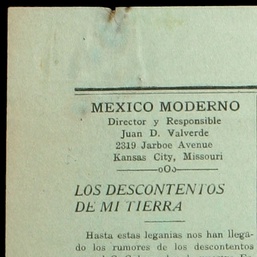 MEXICO MODERNO
Director y Responsible
Juan D. Valverde
2319 Jarboe Avenue
Kansas City, Missouri
oOo
LOS DESCONTENTOS
DE MI TIERRA
Hasta estas leganias nos han llega-
do los rumores de los descontentos